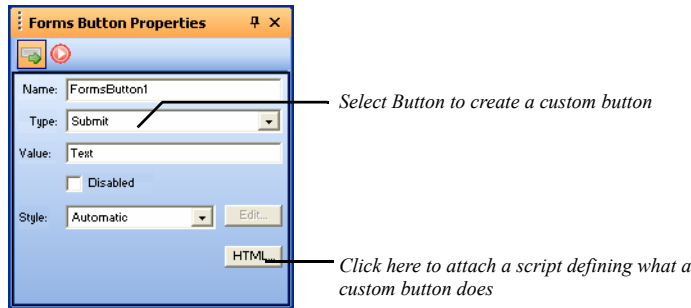 Forms Button Properties
Name: FormsButton1
Select Button to create a custom button
Type: Submit
Value: Text
Disabled
Style: Automatic Edit...
HTML...
Click here to attach a script defining what a
custom button does